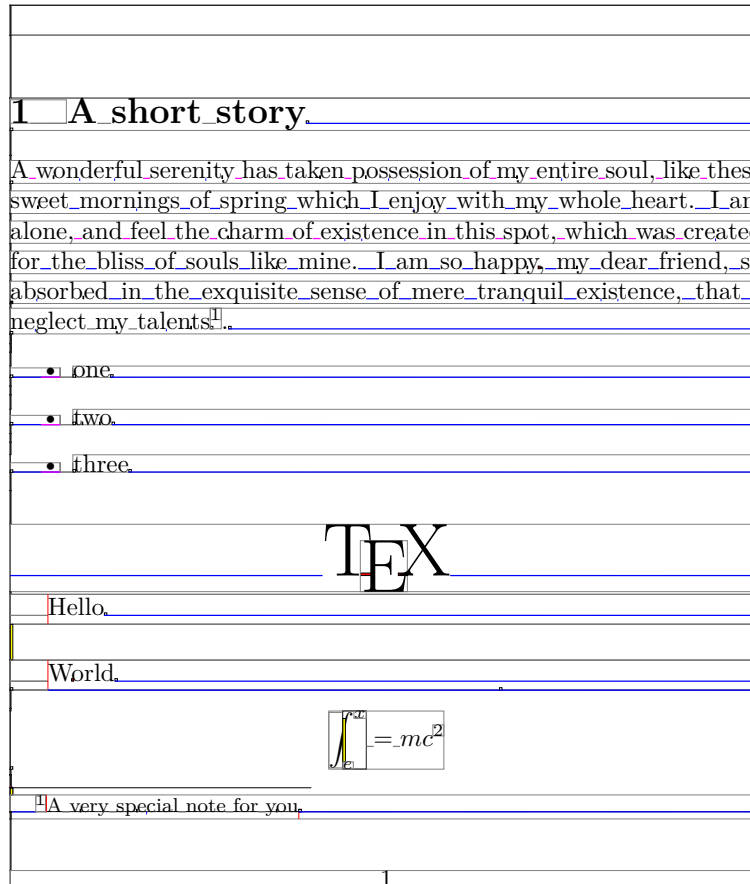 1 A short story
A wonderful serenity has taken possession of my entire soul, like thes
sweet mornings of spring which I enjoy with my whole heart. I am
alone, and feel the charm of existence in this spot, which was created
for the bliss of souls like mine. I am so happy, my dear friend, s
absorbed in the exquisite sense of mere tranquil existence, that
neglect my talents¹.
• one
• two
• three
TEX
Hello
World
∫ₑˣ = mc²
¹A very special note for you
1